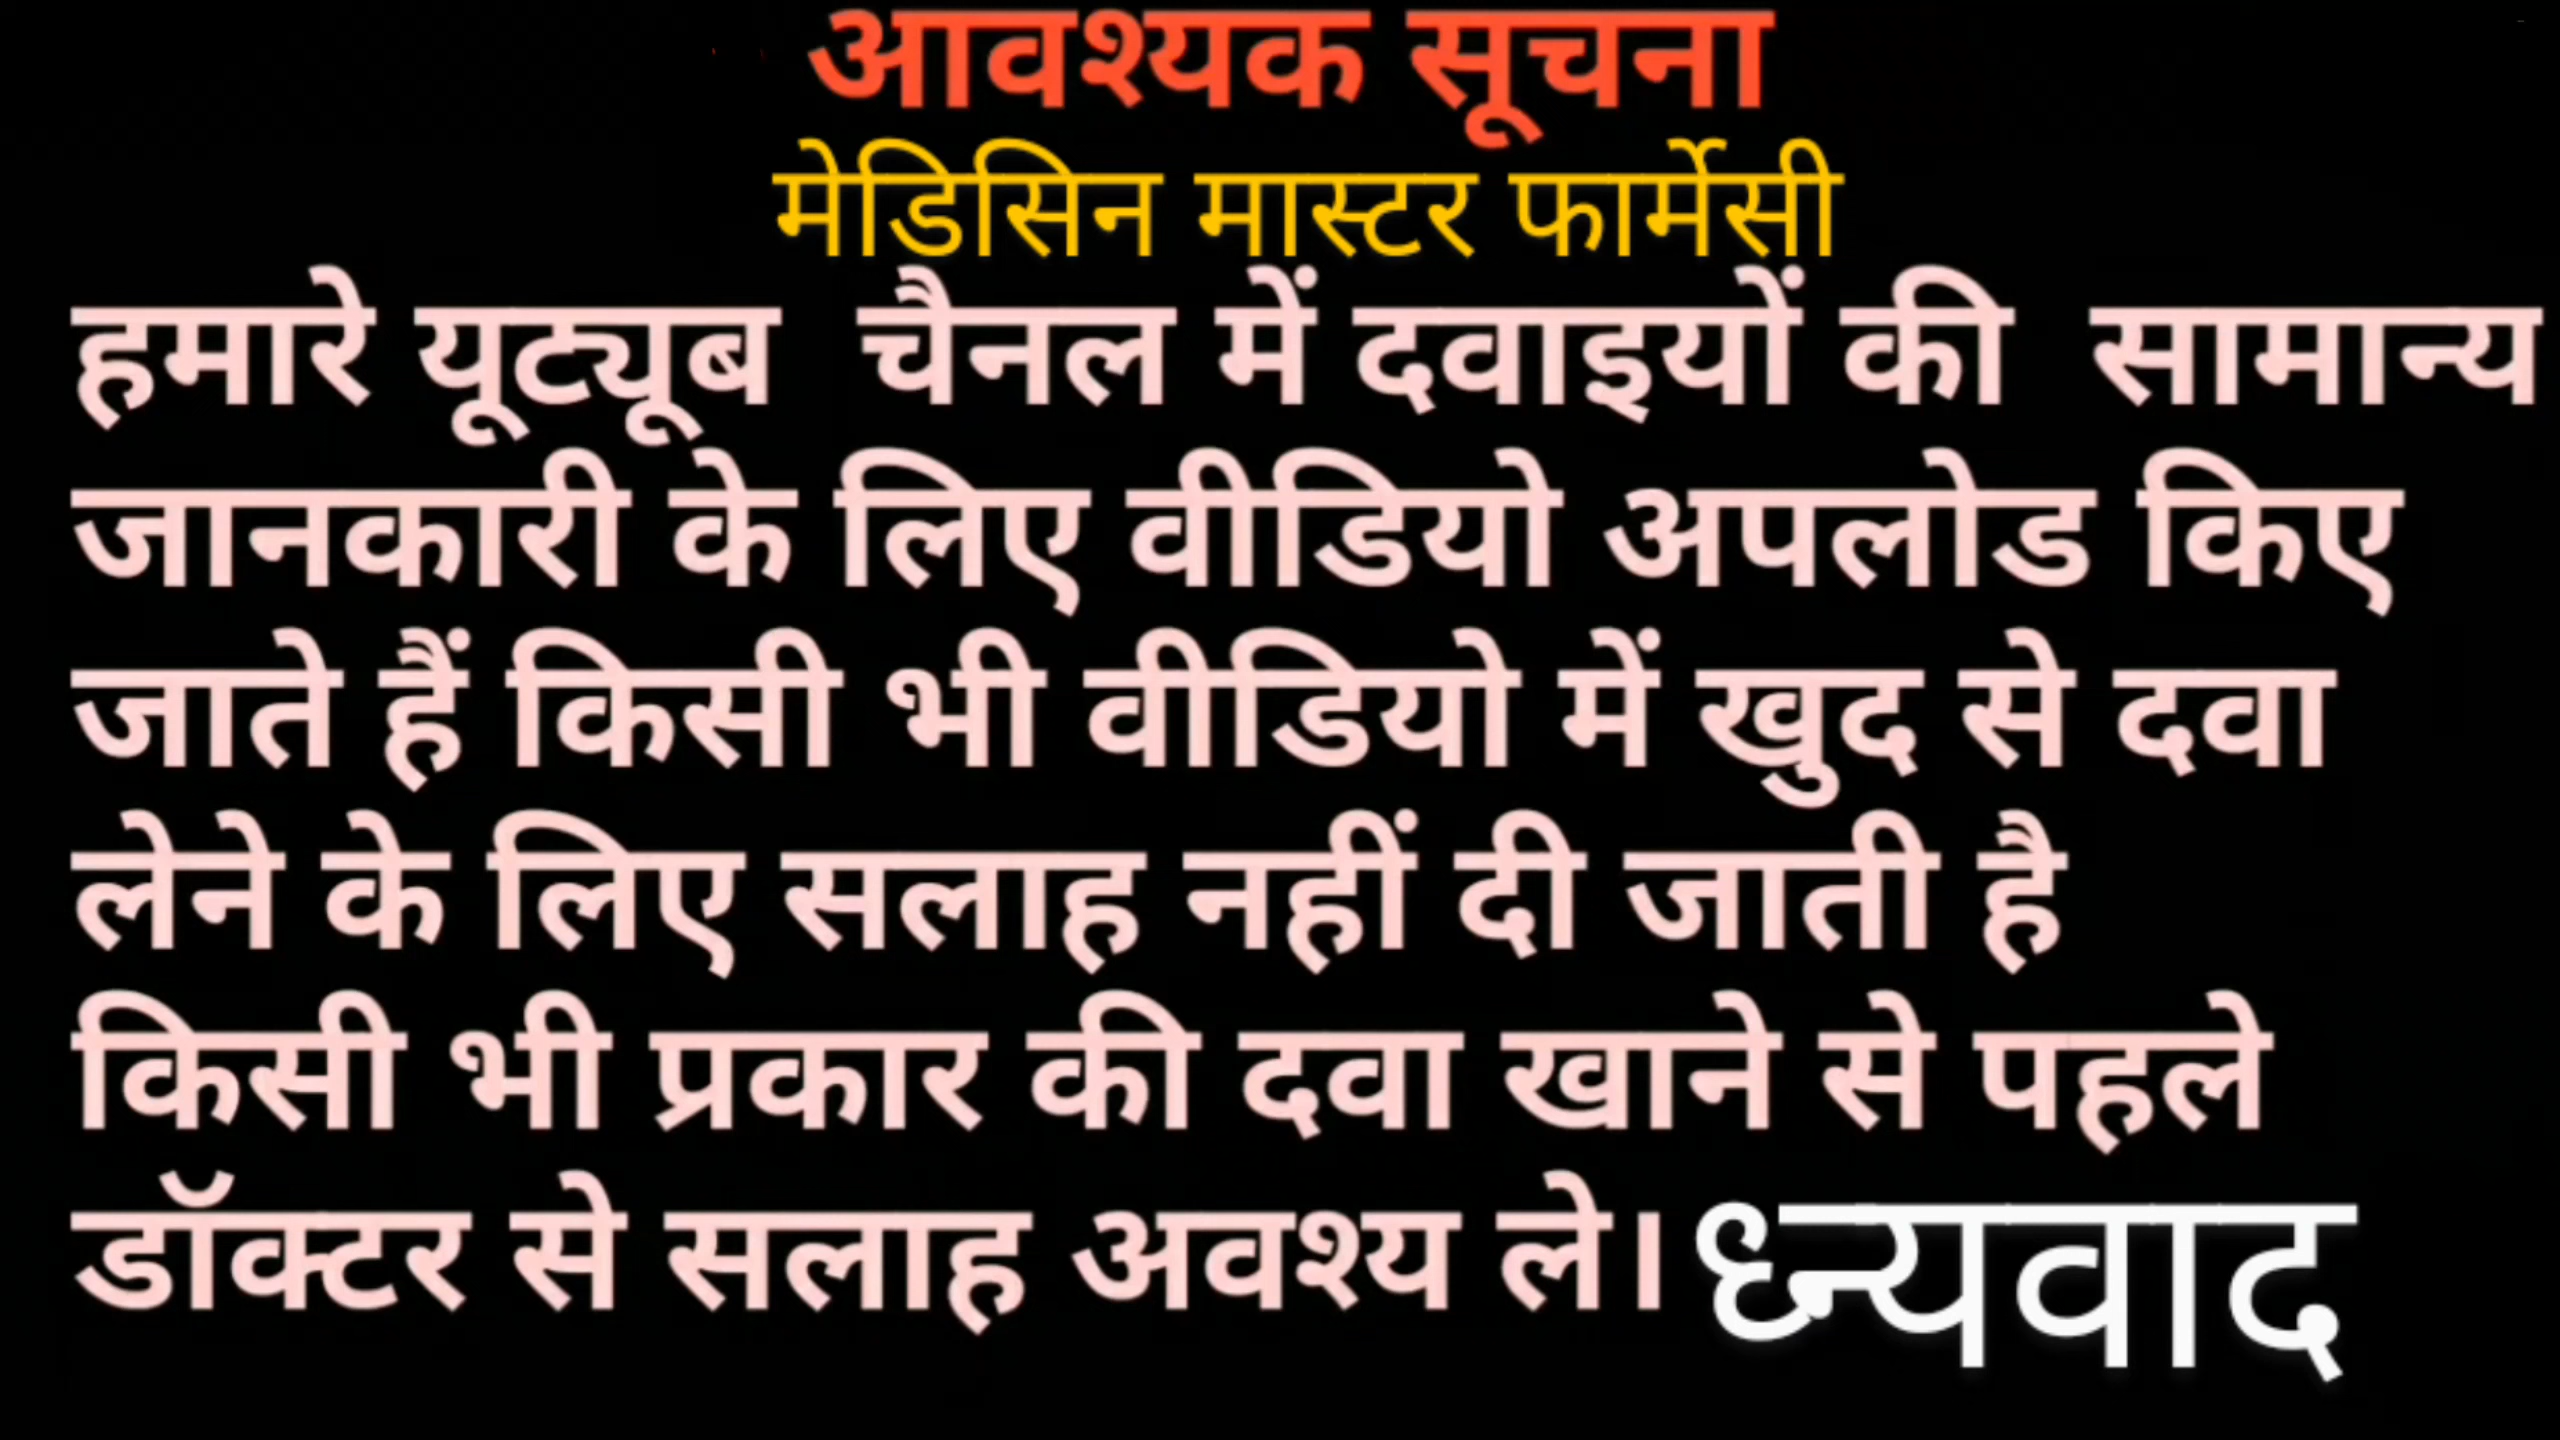 आवश्यक सूचना
मेडिसिन मास्टर फार्मेसी
हमारे यूट्यूब चैनल में दवाइयों की सामान्य
जानकारी के लिए वीडियो अपलोड किए
जाते हैं किसी भी वीडियो में खुद से दवा
लेने के लिए सलाह नहीं दी जाती है
किसी भी प्रकार की दवा खाने से पहले
डॉक्टर से सलाह अवश्य ले। ध्न्यवाद